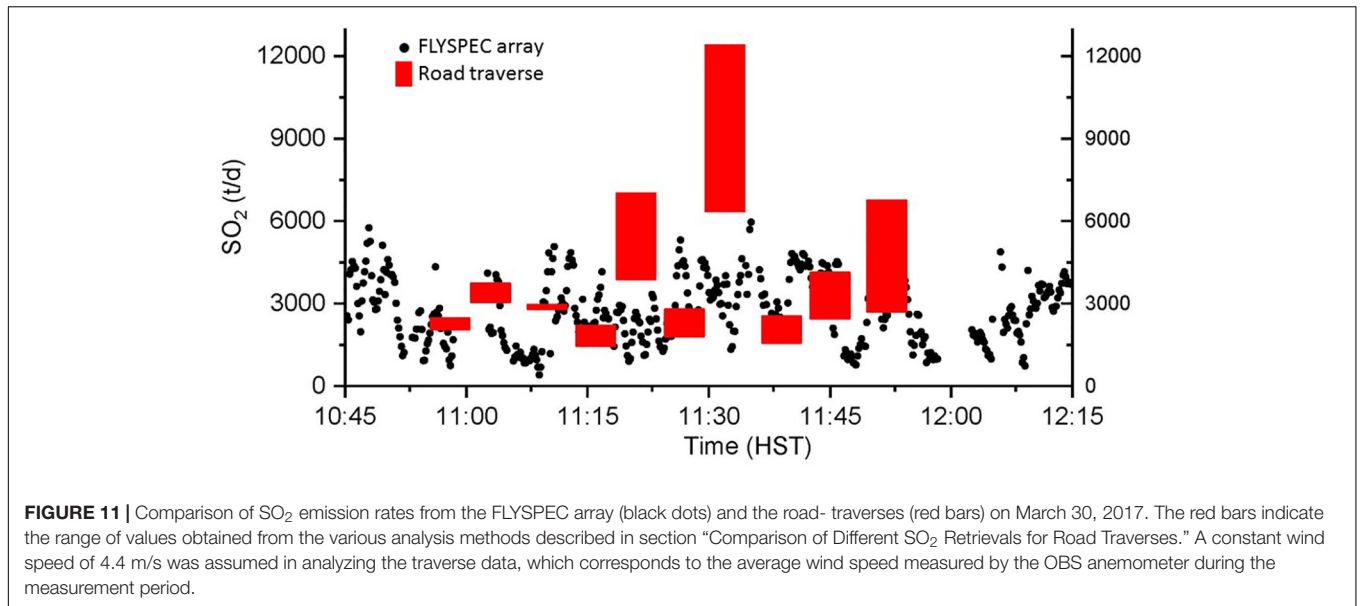 12000
9000
6000
3000
0
SO₂ (t/d)
FLYSPEC array
Road traverse
12000
9000
6000
3000
0
10:45 11:00 11:15 11:30 11:45 12:00 12:15
Time (HST)
FIGURE 11 | Comparison of SO₂ emission rates from the FLYSPEC array (black dots) and the road- traverses (red bars) on March 30, 2017. The red bars indicate
the range of values obtained from the various analysis methods described in section “Comparison of Different SO₂ Retrievals for Road Traverses.” A constant wind
speed of 4.4 m/s was assumed in analyzing the traverse data, which corresponds to the average wind speed measured by the OBS anemometer during the
measurement period.